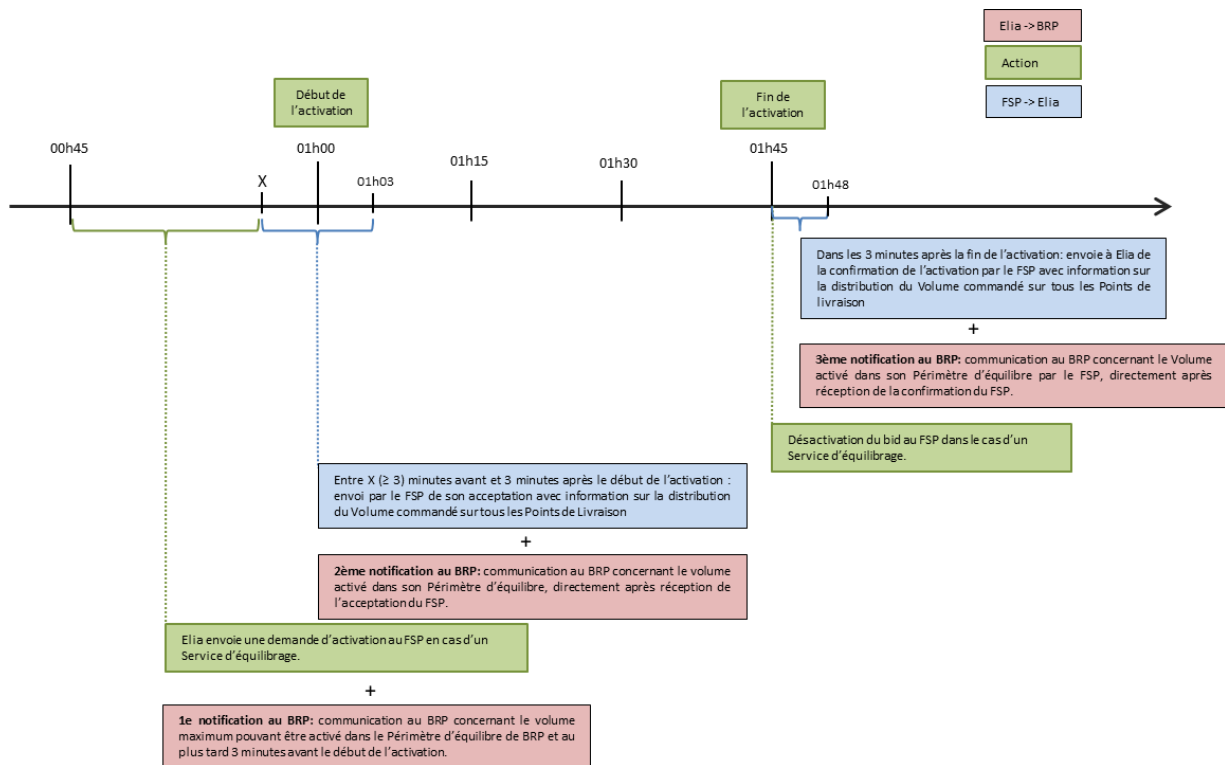 Elia -> BRP
Action
FSP -> Elia
Début de
l'activation
Fin de
l'activation
00h45
X
01h00
01h03
01h15
01h30
01h45
01h48
Dans les 3 minutes après la fin de l'activation: envoie à Elia de
la confirmation de l'activation par le FSP avec information sur
la distribution du Volume commandé sur tous les Points de
livraison
+
3ème notification au BRP: communication au BRP concernant le Volume
activé dans son Périmètre d'équilibre par le FSP, directement après
réception de la confirmation du FSP.
Désactivation du bid au FSP dans le cas d'un
Service d'équilibrage.
Entre X (≥ 3) minutes avant et 3 minutes après le début de l'activation :
envoi par le FSP de son acceptation avec information sur la distribution
du Volume commandé sur tous les Points de Livraison
+
2ème notification au BRP: communication au BRP concernant le volume
activé dans son Périmètre d'équilibre, directement après réception de
l'acceptation du FSP.
Elia envoie une demande d'activation au FSP en cas d'un
Service d'équilibrage.
+
1e notification au BRP: communication au BRP concernant le volume
maximum pouvant être activé dans le Périmètre d'équilibre de BRP et au
plus tard 3 minutes avant le début de l'activation.